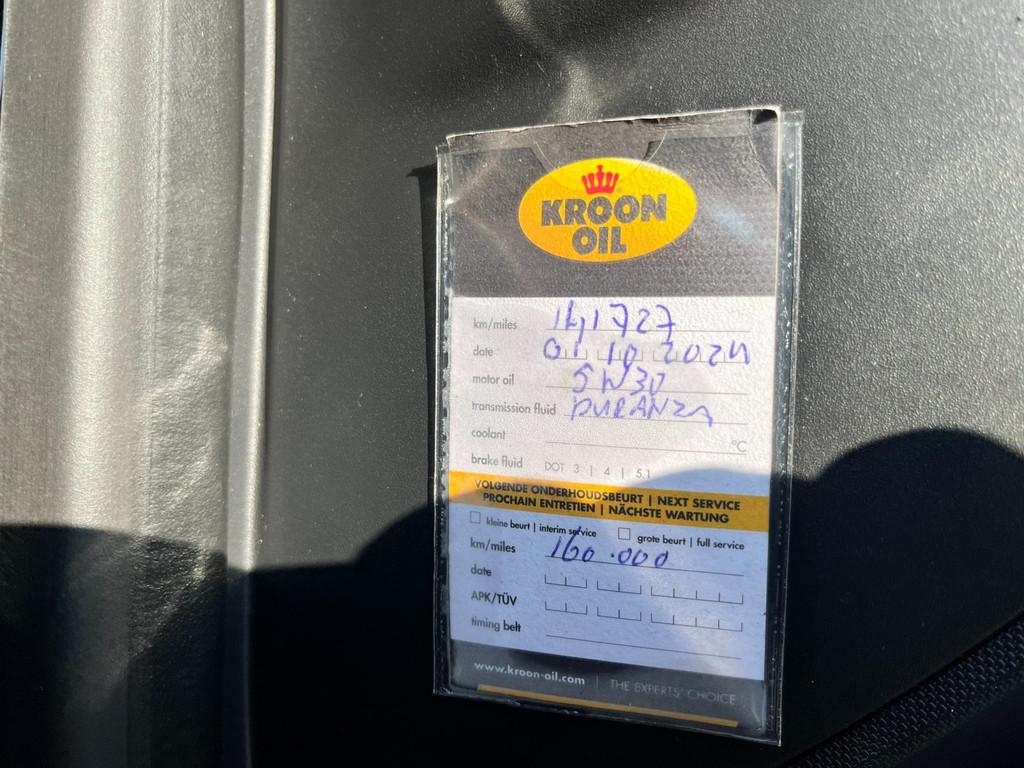 KROON
OIL
km/miles 141727
date 01 10 2024
motor oil 5W30
transmission fluid DURANZA
coolant °C
brake fluid DOT 3 | 4 | 5.1
VOLGENDE ONDERHOUDSBEURT | NEXT SERVICE
PROCHAIN ENTRETIEN | NÄCHSTE WARTUNG
kleine beurt | interim service grote beurt | full service
km/miles 160.000
date
APK/TÜV
timing belt
www.kroon-oil.com | THE EXPERTS' CHOICE